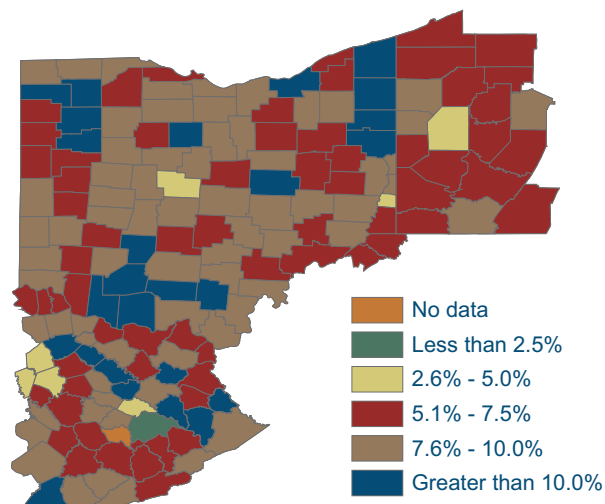 No data
Less than 2.5%
2.6% - 5.0%
5.1% - 7.5%
7.6% - 10.0%
Greater than 10.0%